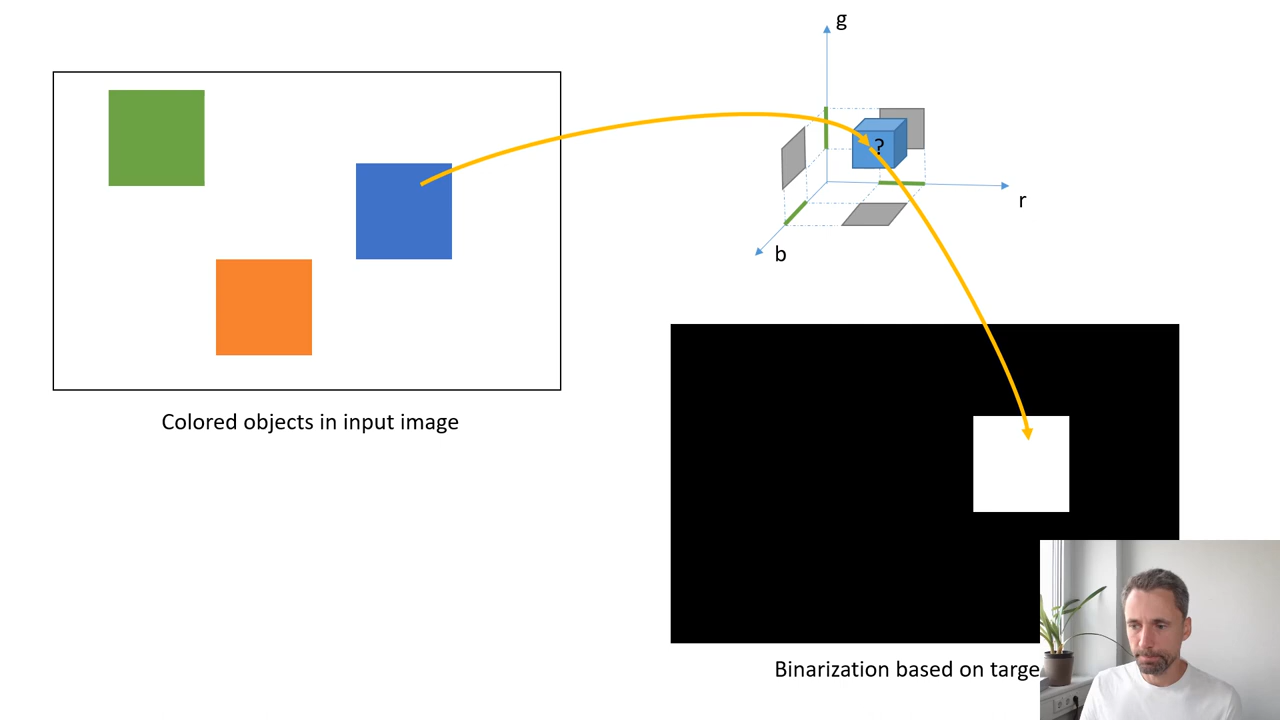 g
?
r
b
Colored objects in input image
Binarization based on targe